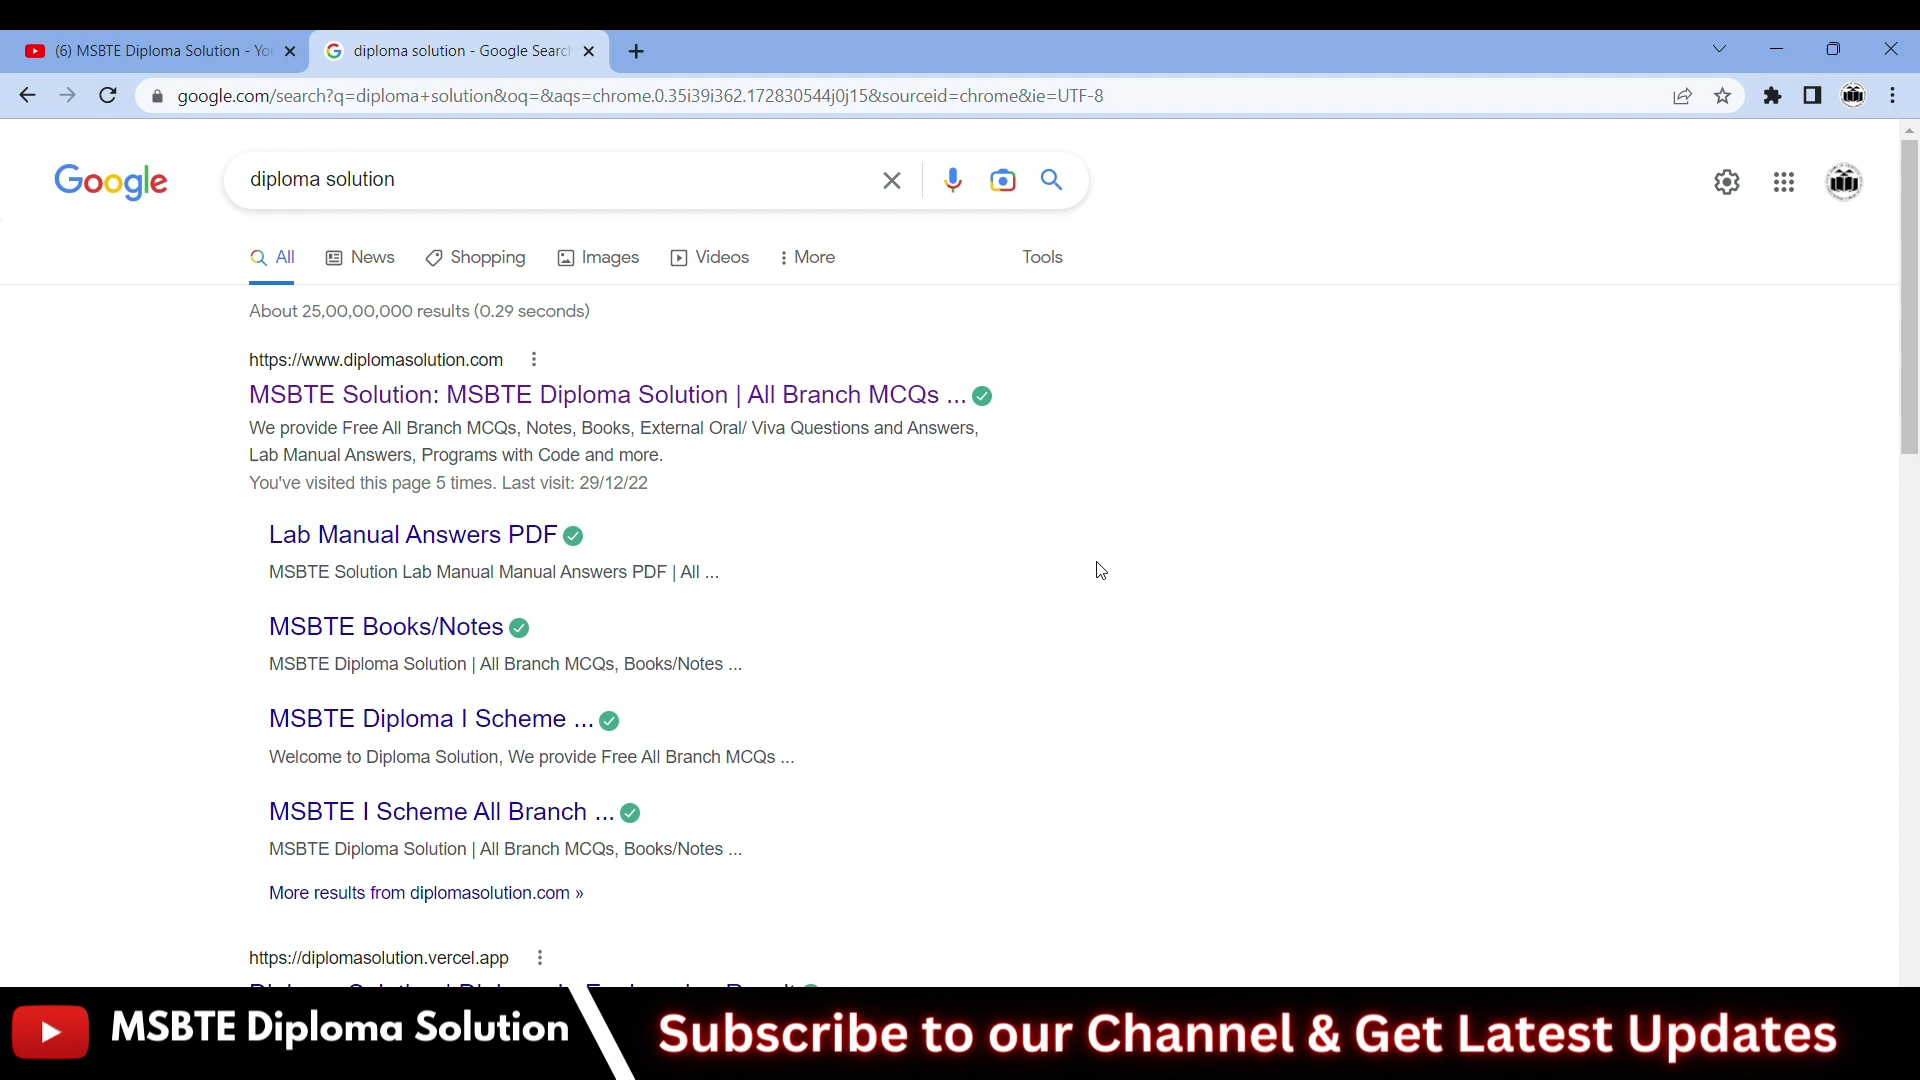 (6) MSBTE Diploma Solution - You
diploma solution - Google Search
google.com/search?q=diploma+solution&oq=&aqs=chrome.0.35i39i362.172830544j0j15&sourceid=chrome&ie=UTF-8
Google
diploma solution
All News Shopping Images Videos More Tools
About 25,00,00,000 results (0.29 seconds)
https://www.diplomasolution.com
MSBTE Solution: MSBTE Diploma Solution | All Branch MCQs ...
We provide Free All Branch MCQs, Notes, Books, External Oral/ Viva Questions and Answers,
Lab Manual Answers, Programs with Code and more.
You've visited this page 5 times. Last visit: 29/12/22
Lab Manual Answers PDF
MSBTE Solution Lab Manual Manual Answers PDF | All ...
MSBTE Books/Notes
MSBTE Diploma Solution | All Branch MCQs, Books/Notes ...
MSBTE Diploma I Scheme ...
Welcome to Diploma Solution, We provide Free All Branch MCQs ...
MSBTE I Scheme All Branch ...
MSBTE Diploma Solution | All Branch MCQs, Books/Notes ...
More results from diplomasolution.com »
https://diplomasolution.vercel.app
MSBTE Diploma Solution
Subscribe to our Channel & Get Latest Updates